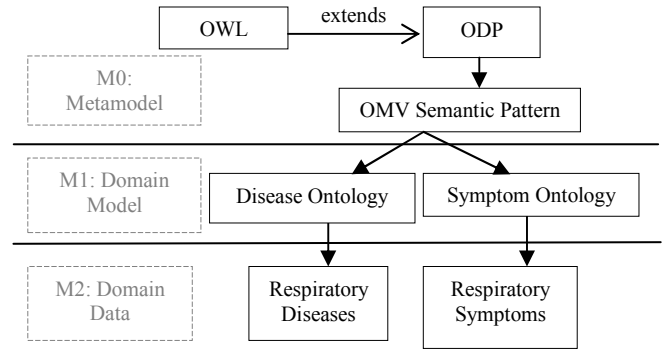 extends
OWL
ODP
M0:
Metamodel
OMV Semantic Pattern
M1: Domain
Model
Disease Ontology
Symptom Ontology
M2: Domain
Data
Respiratory
Diseases
Respiratory
Symptoms